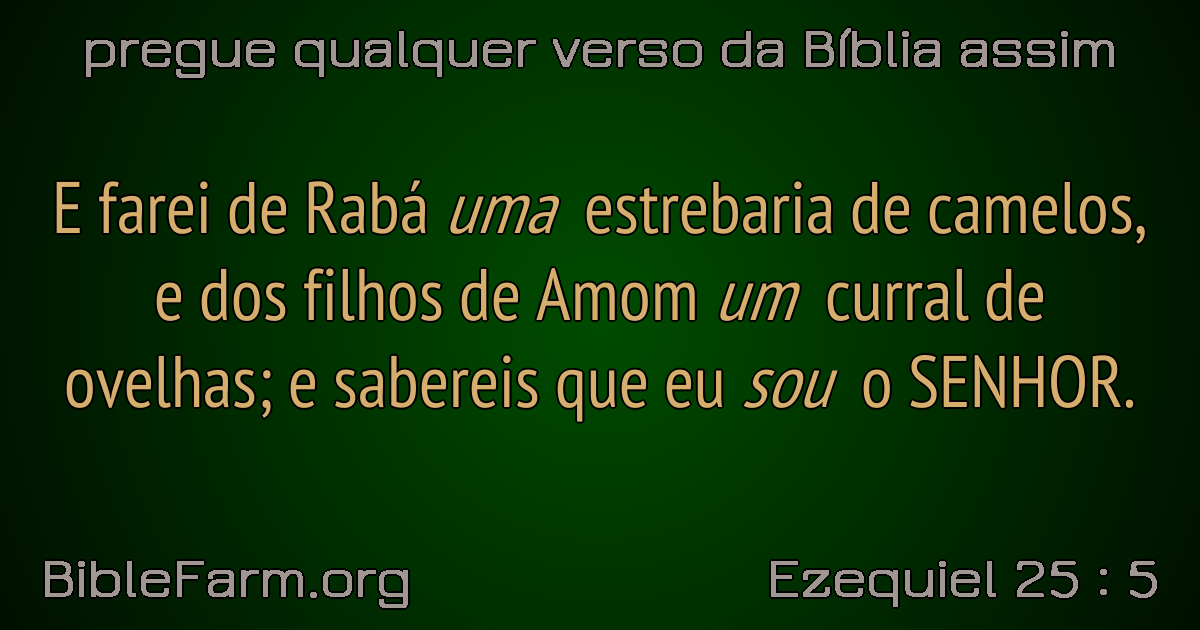 pregue qualquer verso da Bíblia assim
E farei de Rabá uma estrebaria de camelos,
e dos filhos de Amom um curral de
ovelhas; e sabereis que eu sou o SENHOR.
BibleFarm.org
Ezequiel 25 : 5